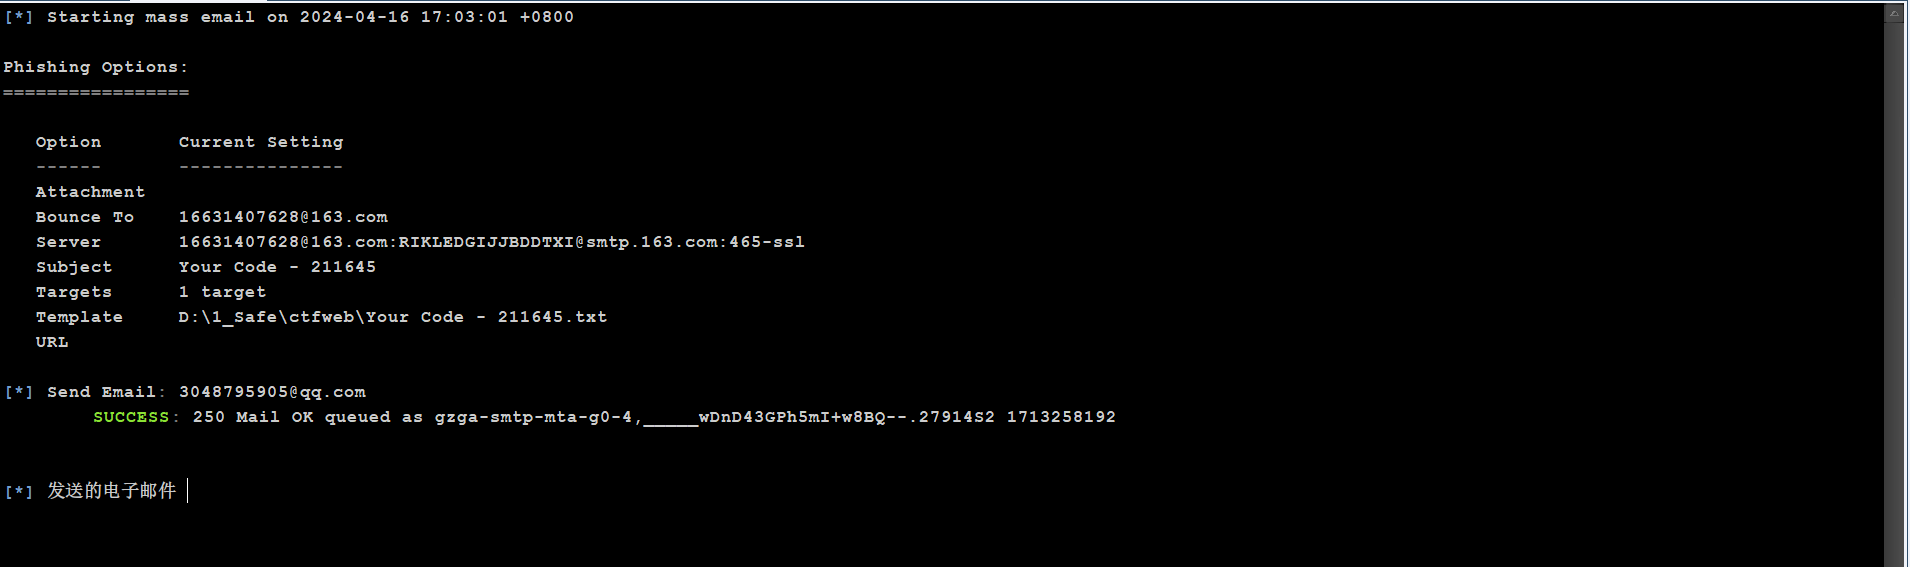 [*] Starting mass email on 2024-04-16 17:03:01 +0800
Phishing Options:
=================
Option Current Setting
------ ---------------
Attachment
Bounce To 16631407628@163.com
Server 16631407628@163.com:RIKLEDGIJJBDDTXI@smtp.163.com:465-ssl
Subject Your Code - 211645
Targets 1 target
Template D:\1_Safe\ctfweb\Your Code - 211645.txt
URL
[*] Send Email: 3048795905@qq.com
SUCCESS: 250 Mail OK queued as gzga-smtp-mta-g0-4,_____wDnD43GPh5mI+w8BQ--.27914S2 1713258192
[*] 发送的电子邮件